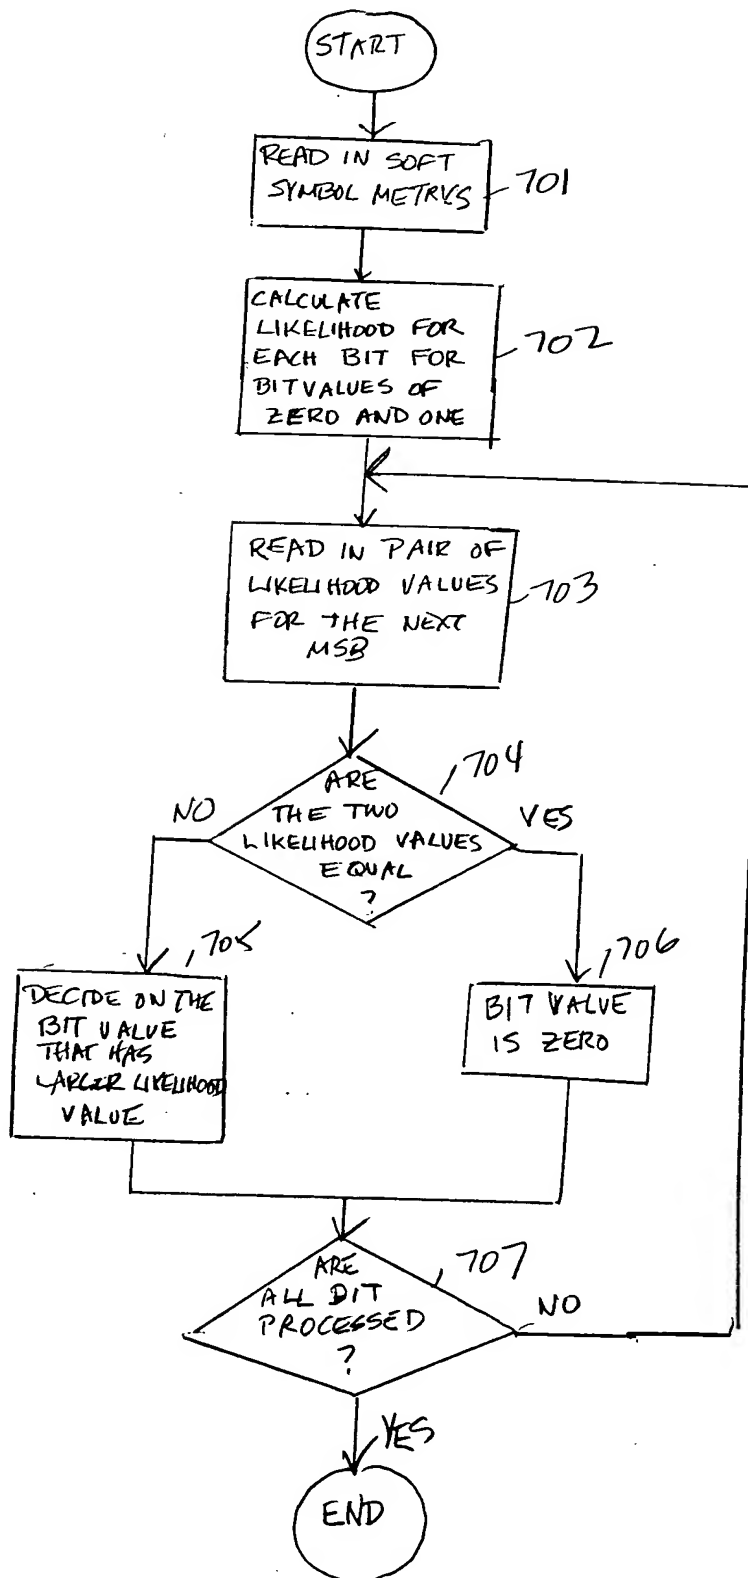 START
READ IN SOFT
SYMBOL METRICS
701
CALCULATE
LIKELIHOOD FOR
EACH BIT FOR
BIT VALUES OF
ZERO AND ONE
702
READ IN PAIR OF
LIKELIHOOD VALUES
FOR THE NEXT
MSB
703
ARE
THE TWO
LIKELIHOOD VALUES
EQUAL
?
704
NO
YES
DECIDE ON THE
BIT VALUE
THAT HAS
LARGER LIKELIHOOD
VALUE
705
BIT VALUE
IS ZERO
706
ARE
ALL BIT
PROCESSED
?
707
NO
YES
END